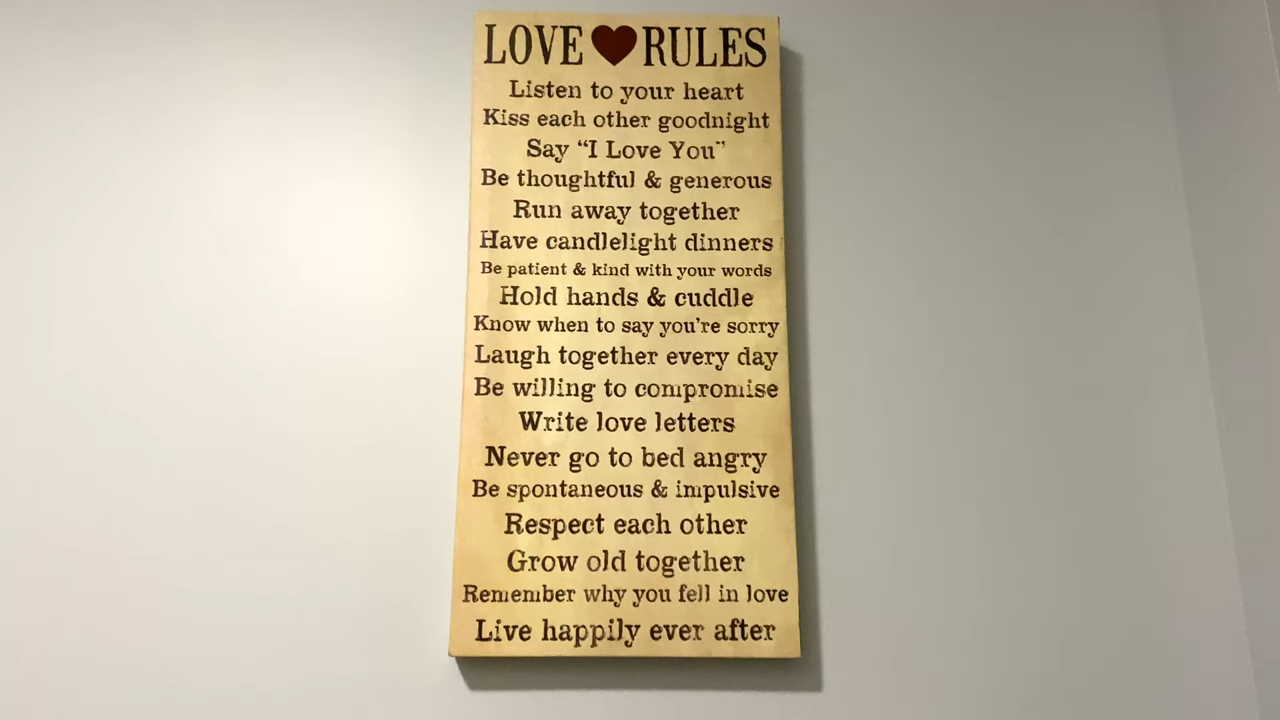 LOVE RULES
Listen to your heart
Kiss each other goodnight
Say “I Love You”
Be thoughtful & generous
Run away together
Have candlelight dinners
Be patient & kind with your words
Hold hands & cuddle
Know when to say you’re sorry
Laugh together every day
Be willing to compromise
Write love letters
Never go to bed angry
Be spontaneous & impulsive
Respect each other
Grow old together
Remember why you fell in love
Live happily ever after